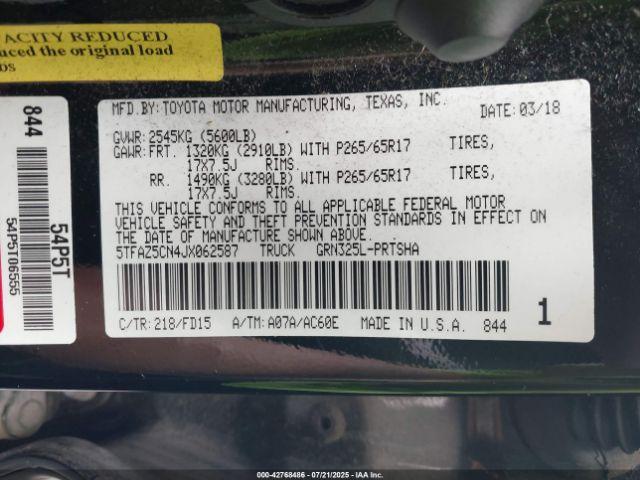 ACITY REDUCED
duced the original load
DS
844
54P5T
54P5T06555
MFD.BY: TOYOTA MOTOR MANUFACTURING, TEXAS, INC. DATE: 03/18
GVWR: 2545KG (5600LB)
GAWR: FRT. 1320KG (2910LB) WITH P265/65R17 TIRES,
17X7.5J RIMS.
RR. 1490KG (3280LB) WITH P265/65R17 TIRES,
17X7.5J RIMS.
THIS VEHICLE CONFORMS TO ALL APPLICABLE FEDERAL MOTOR
VEHICLE SAFETY AND THEFT PREVENTION STANDARDS IN EFFECT ON
THE DATE OF MANUFACTURE SHOWN ABOVE.
5TFAZ5CN4JX062587 TRUCK GRN325L-PRTSHA
C/TR: 218/FD15 A/TM: A07A/AC60E MADE IN U.S.A. 844 1
000-42768486 - 07/21/2025 - IAA Inc.